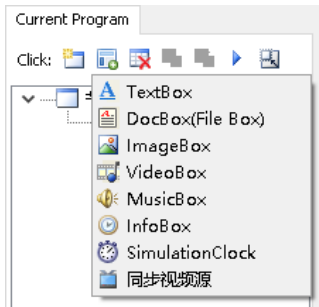 Current Program
Click:
TextBox
DocBox(File Box)
ImageBox
VideoBox
MusicBox
InfoBox
SimulationClock
同步视频源